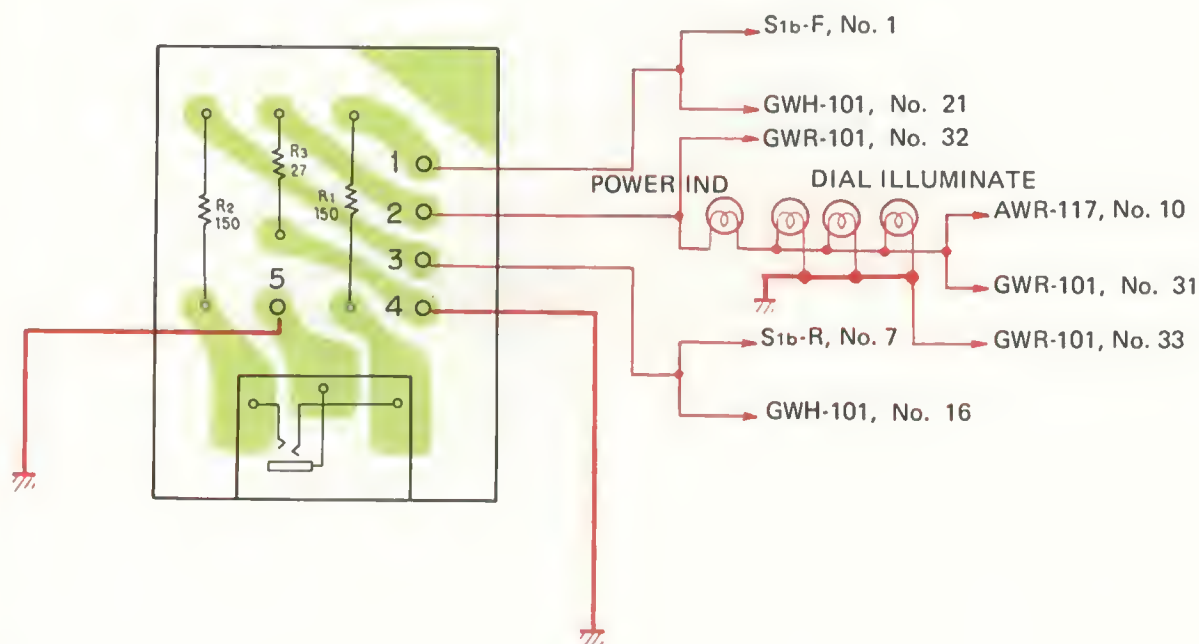 S1b-F, No. 1
GWH-101, No. 21
GWR-101, No. 32
POWER IND
DIAL ILLUMINATE
AWR-117, No. 10
GWR-101, No. 31
GWR-101, No. 33
S1b-R, No. 7
GWH-101, No. 16
R3
27
R2
150
R1
150
1
2
3
4
5